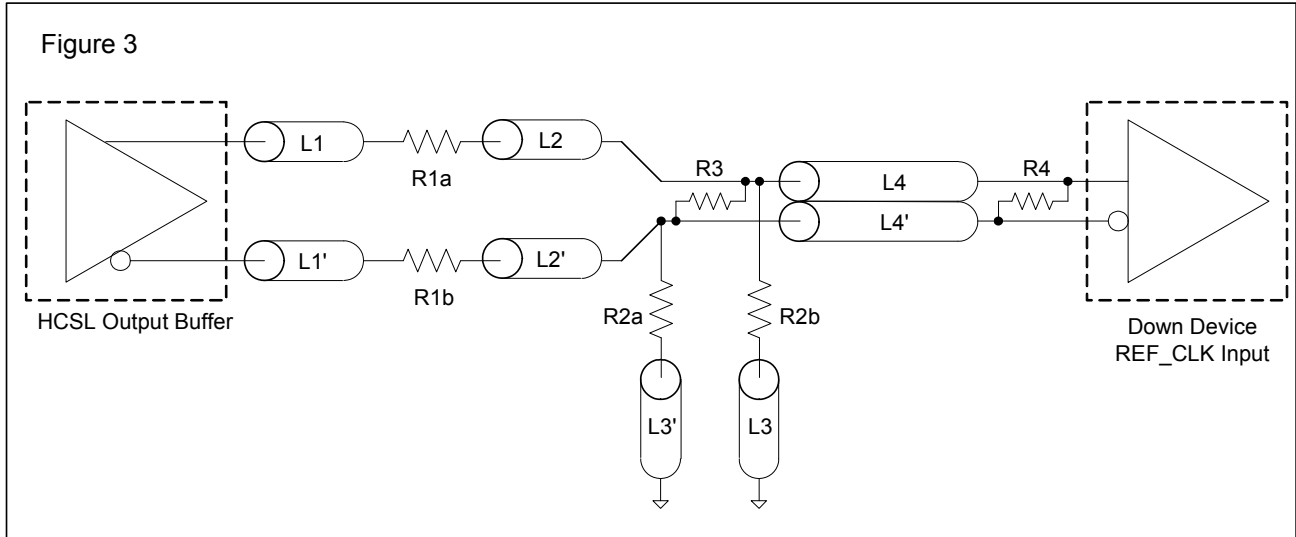 Figure 3
L1
R1a
L2
R3
L4
R4
L4'
L1'
R1b
L2'
HCSL Output Buffer
R2a
R2b
Down Device
REF_CLK Input
L3'
L3